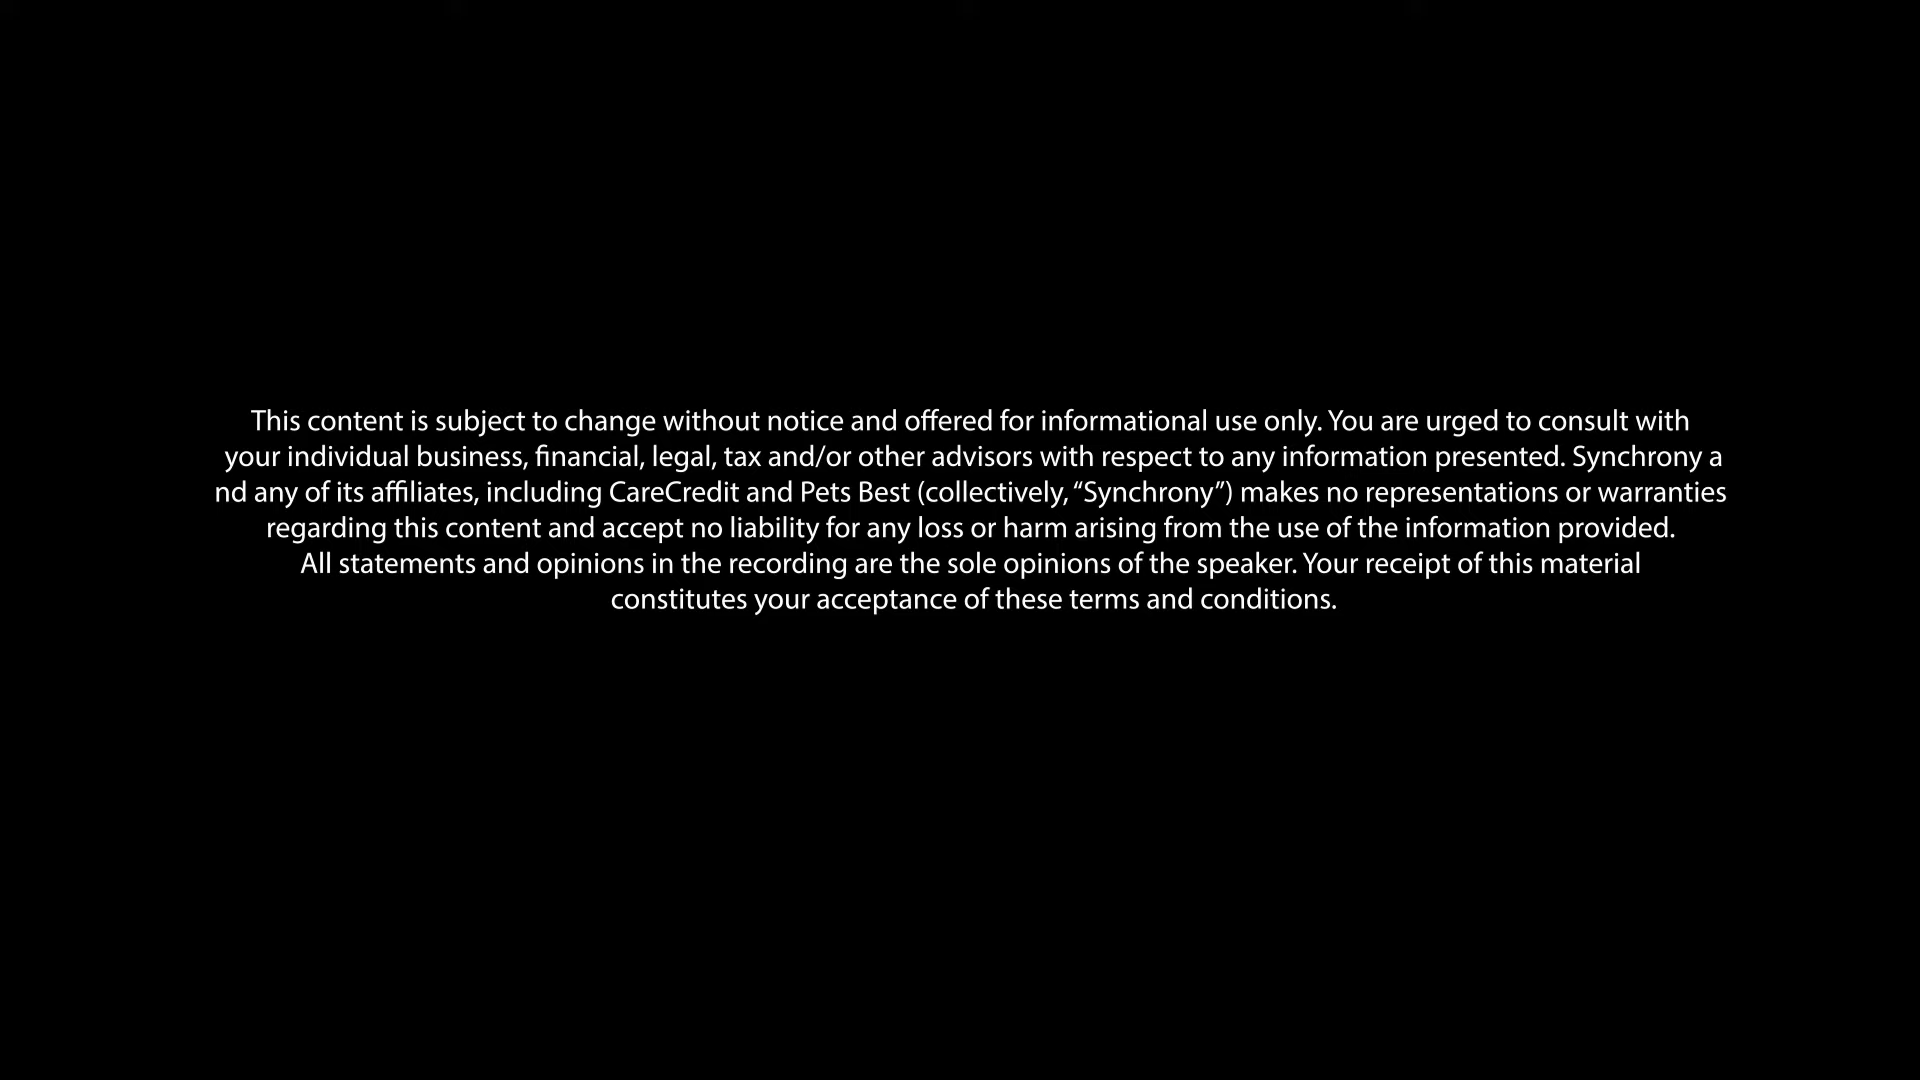 This content is subject to change without notice and offered for informational use only. You are urged to consult with
your individual business, financial, legal, tax and/or other advisors with respect to any information presented. Synchrony a
nd any of its affiliates, including CareCredit and Pets Best (collectively, “Synchrony”) makes no representations or warranties
regarding this content and accept no liability for any loss or harm arising from the use of the information provided.
All statements and opinions in the recording are the sole opinions of the speaker. Your receipt of this material
constitutes your acceptance of these terms and conditions.